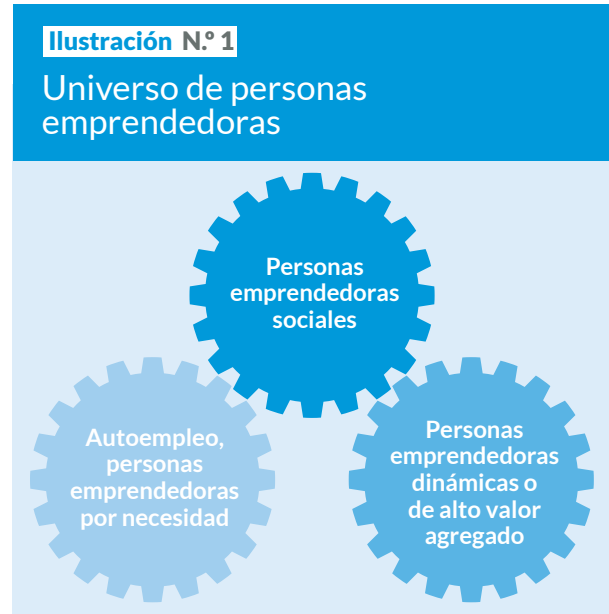 Ilustración N.º 1
Universo de personas
emprendedoras
Personas
emprendedoras
sociales
Autoempleo,
personas
emprendedoras
por necesidad
Personas
emprendedoras
dinámicas o
de alto valor
agregado